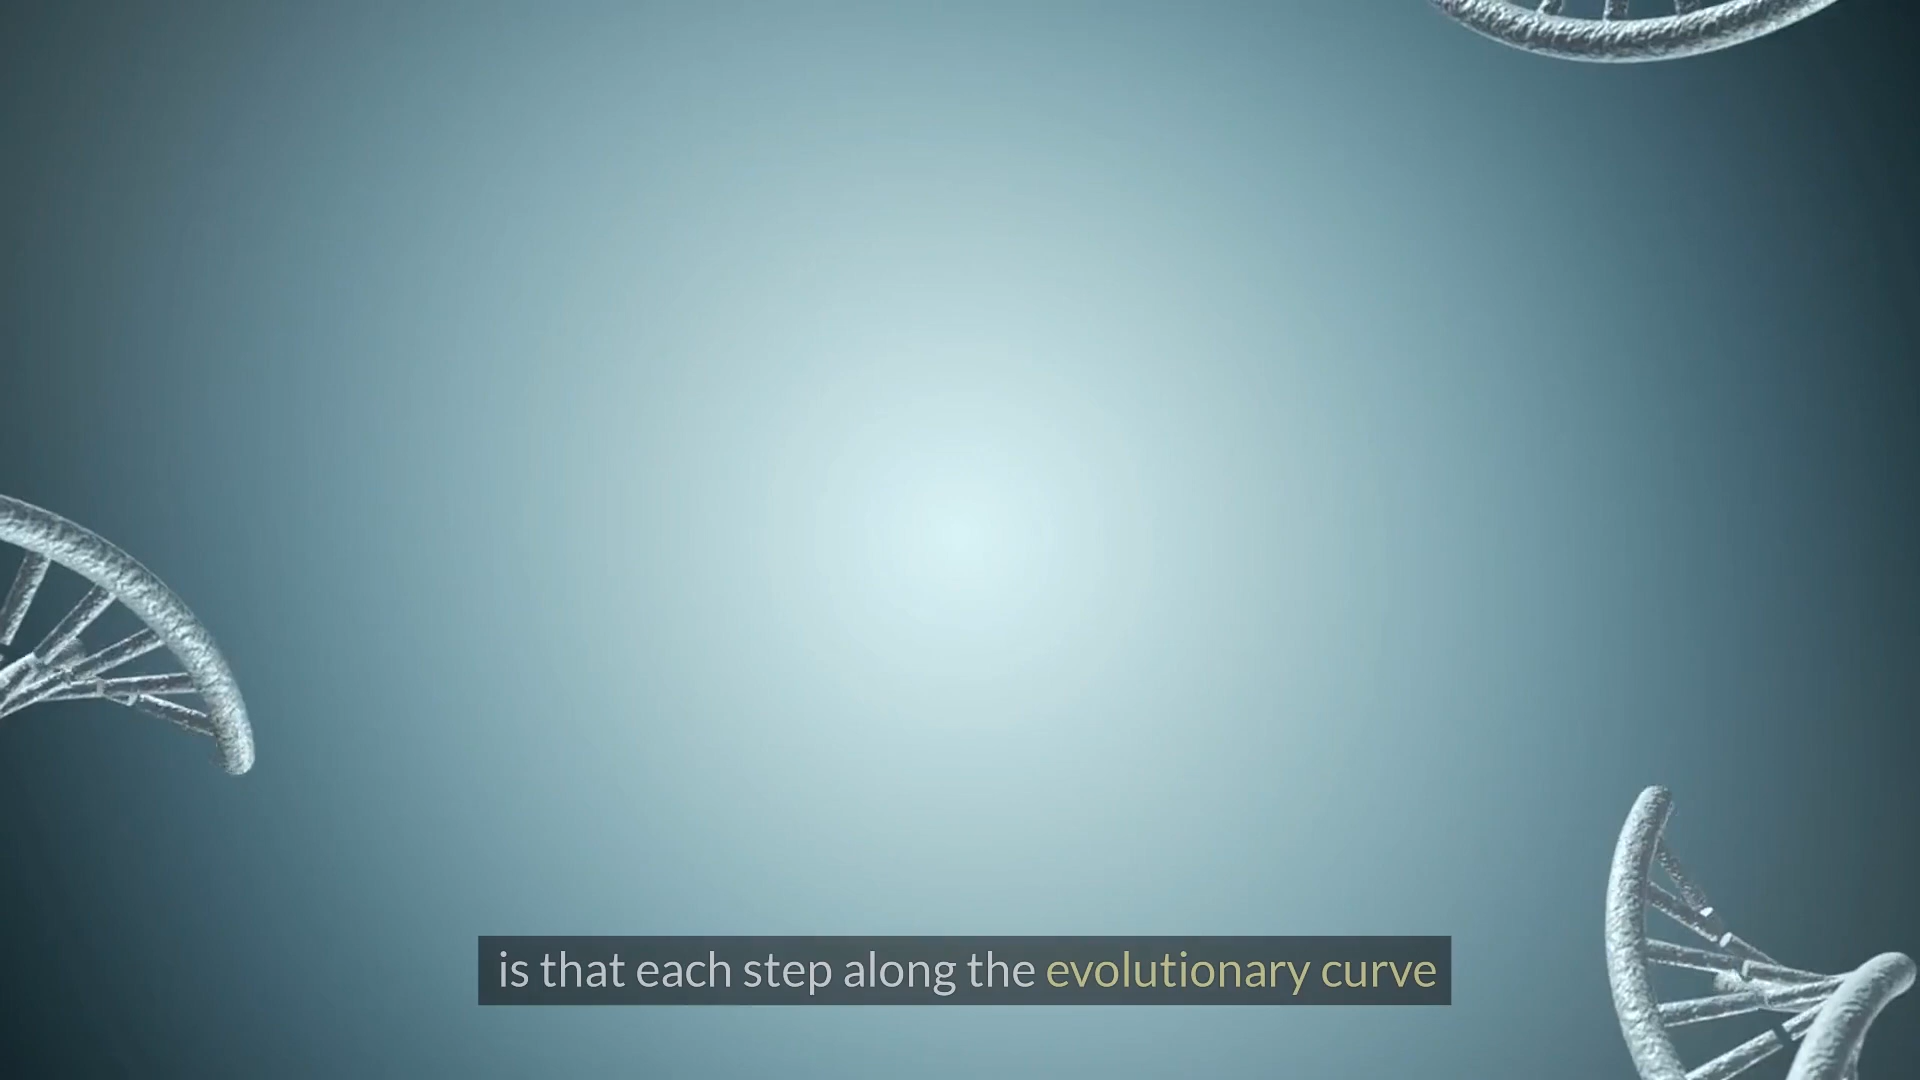 is that each step along the evolutionary curve